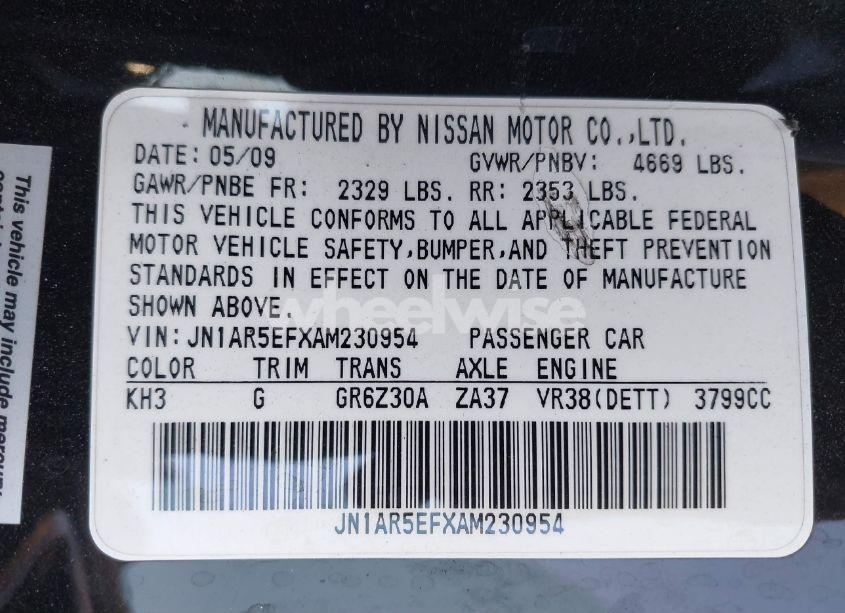 MANUFACTURED BY NISSAN MOTOR CO.,LTD.
DATE: 05/09 GVWR/PNBV: 4669 LBS.
GAWR/PNBE FR: 2329 LBS. RR: 2353 LBS.
THIS VEHICLE CONFORMS TO ALL APPLICABLE FEDERAL
MOTOR VEHICLE SAFETY,BUMPER,AND THEFT PREVENTION
STANDARDS IN EFFECT ON THE DATE OF MANUFACTURE
SHOWN ABOVE.
wheelwise
VIN:JN1AR5EFXAM230954 PASSENGER CAR
COLOR TRIM TRANS AXLE ENGINE
KH3 G GR6Z30A ZA37 VR38(DETT) 3799CC
JN1AR5EFXAM230954
This vehicle may include